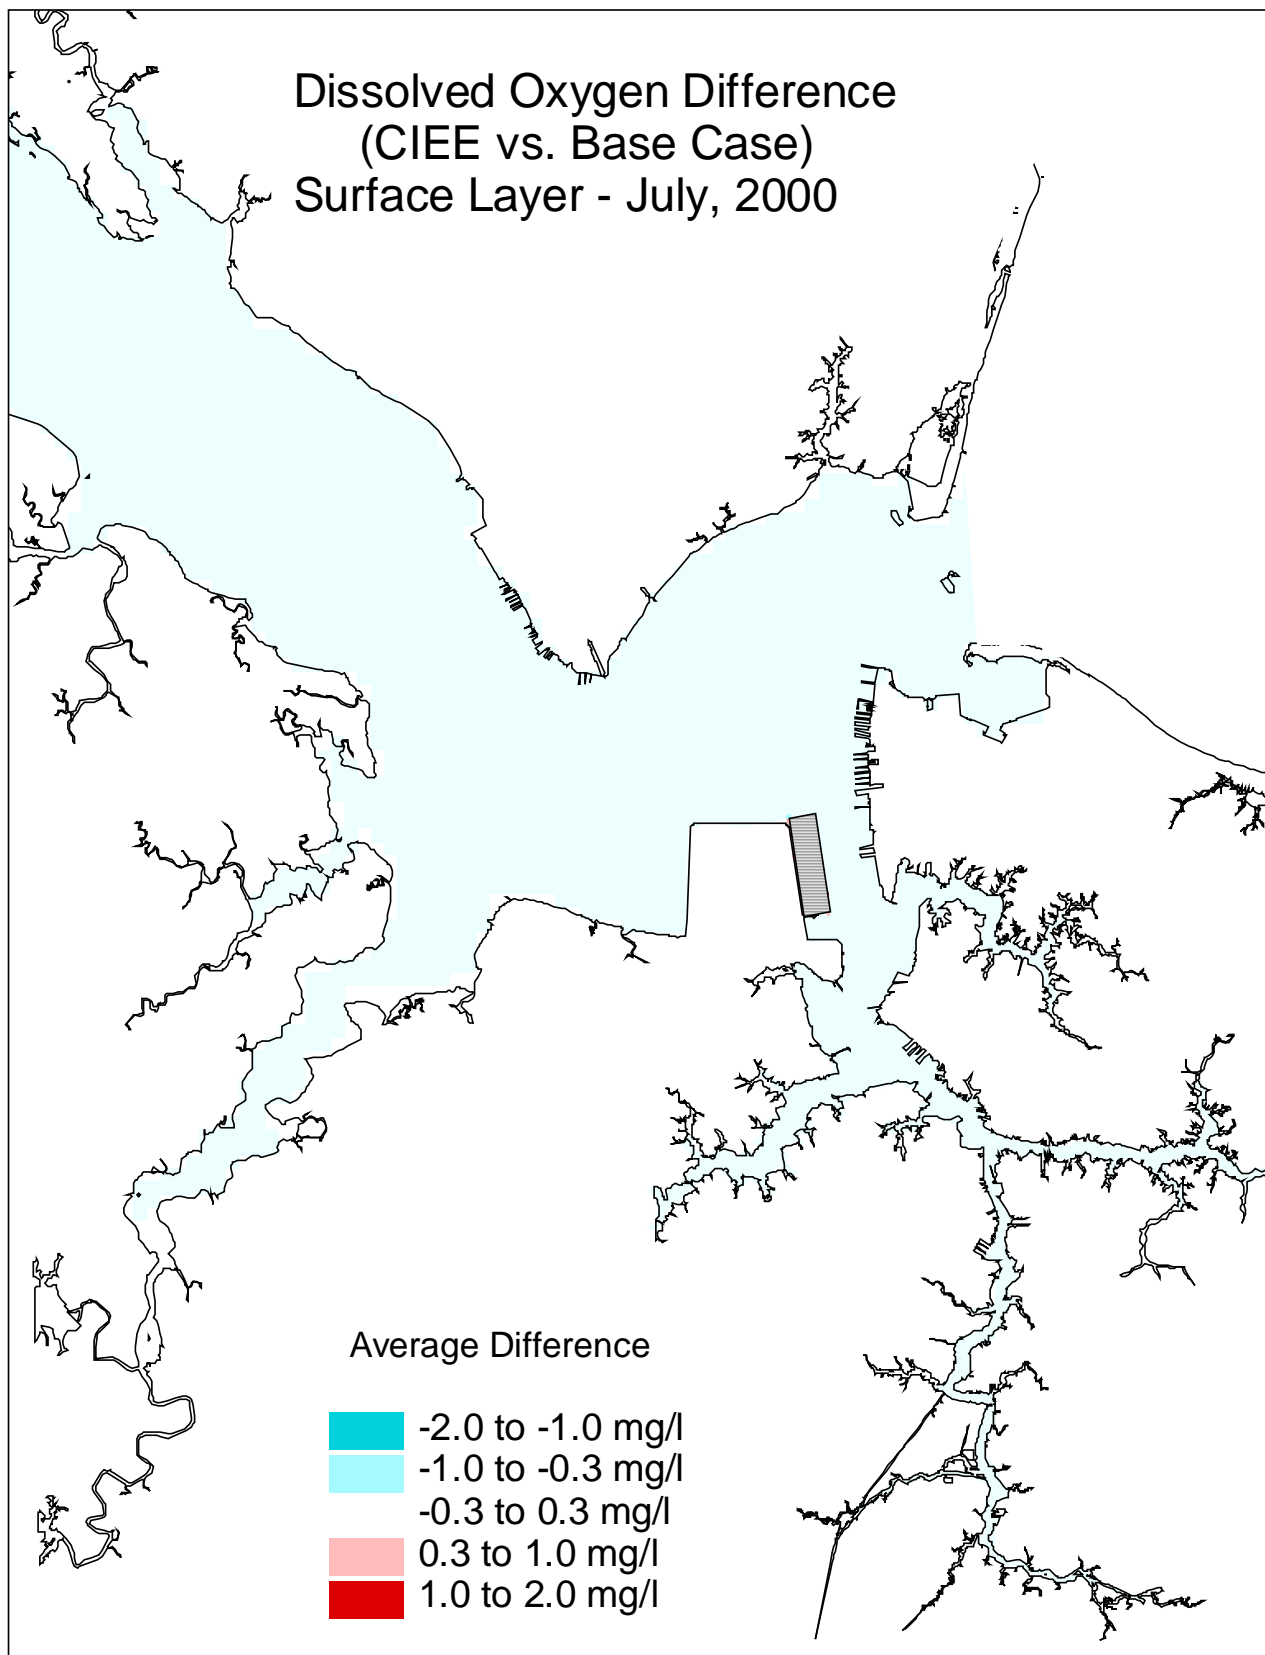 Dissolved Oxygen Difference
(CIEE vs. Base Case)
Surface Layer - July, 2000
Average Difference
-2.0 to -1.0 mg/l
-1.0 to -0.3 mg/l
-0.3 to 0.3 mg/l
0.3 to 1.0 mg/l
1.0 to 2.0 mg/l